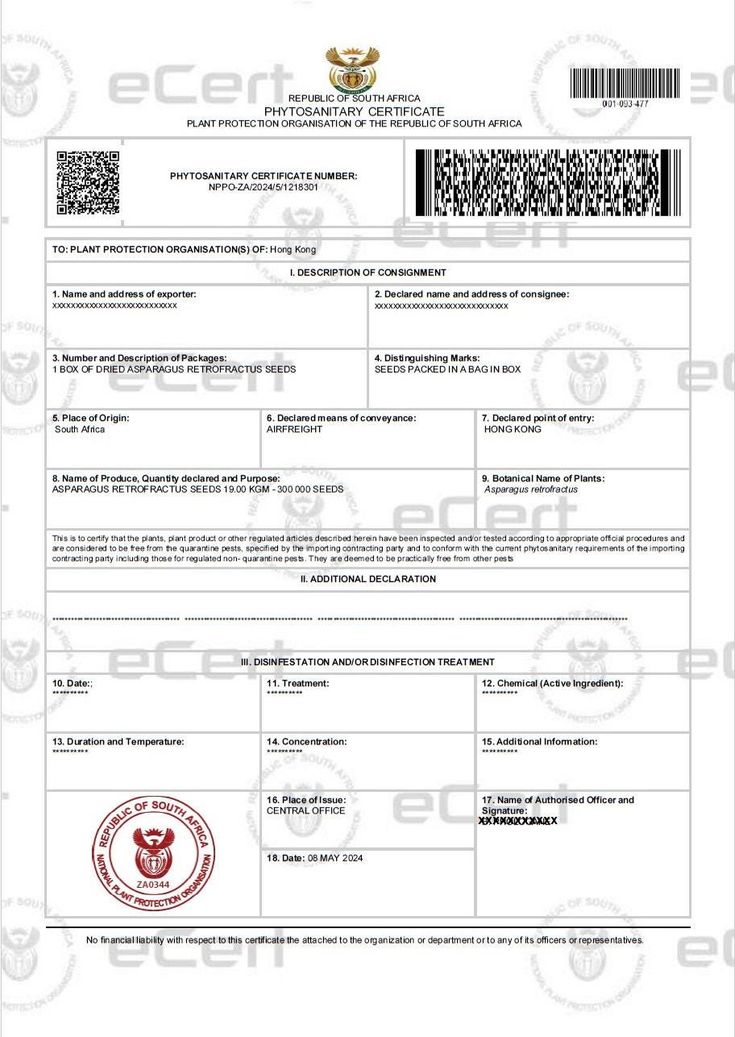 REPUBLIC OF SOUTH AFRICA
PHYTOSANITARY CERTIFICATE
PLANT PROTECTION ORGANISATION OF THE REPUBLIC OF SOUTH AFRICA
001-093-477
PHYTOSANITARY CERTIFICATE NUMBER:
NPPO-ZA/2024/5/1218301
TO: PLANT PROTECTION ORGANISATION(S) OF: Hong Kong
I. DESCRIPTION OF CONSIGNMENT
1. Name and address of exporter:
xxxxxxxxxxxxxxxxxxxxxxxxxxx
2. Declared name and address of consignee:
xxxxxxxxxxxxxxxxxxxxxxxxxxxxx
3. Number and Description of Packages:
1 BOX OF DRIED ASPARAGUS RETROFRACTUS SEEDS
4. Distinguishing Marks:
SEEDS PACKED IN A BAG IN BOX
5. Place of Origin:
South Africa
6. Declared means of conveyance:
AIRFREIGHT
7. Declared point of entry:
HONG KONG
8. Name of Produce, Quantity declared and Purpose:
ASPARAGUS RETROFRACTUS SEEDS 19.00 KGM - 300 000 SEEDS
9. Botanical Name of Plants:
Asparagus retrofractus
This is to certify that the plants, plant product or other regulated articles described herein have been inspected and/or tested according to appropriate official procedures and
are considered to be free from the quarantine pests, specified by the importing contracting party and to conform with the current phytosanitary requirements of the importing
contracting party including those for regulated non- quarantine pests. They are deemed to be practically free from other pests
II. ADDITIONAL DECLARATION
III. DISINFESTATION AND/OR DISINFECTION TREATMENT
10. Date:;
**********
11. Treatment:
**********
12. Chemical (Active Ingredient):
**********
13. Duration and Temperature:
**********
14. Concentration:
**********
15. Additional Information:
**********
REPUBLIC OF SOUTH AFRICA
ZA0344
NATIONAL PLANT PROTECTION ORGANISATION
16. Place of Issue:
CENTRAL OFFICE
17. Name of Authorised Officer and
Signature:
18. Date: 08 MAY 2024
No financial liability with respect to this certificate the attached to the organization or department or to any of its officers or representatives.
eCert